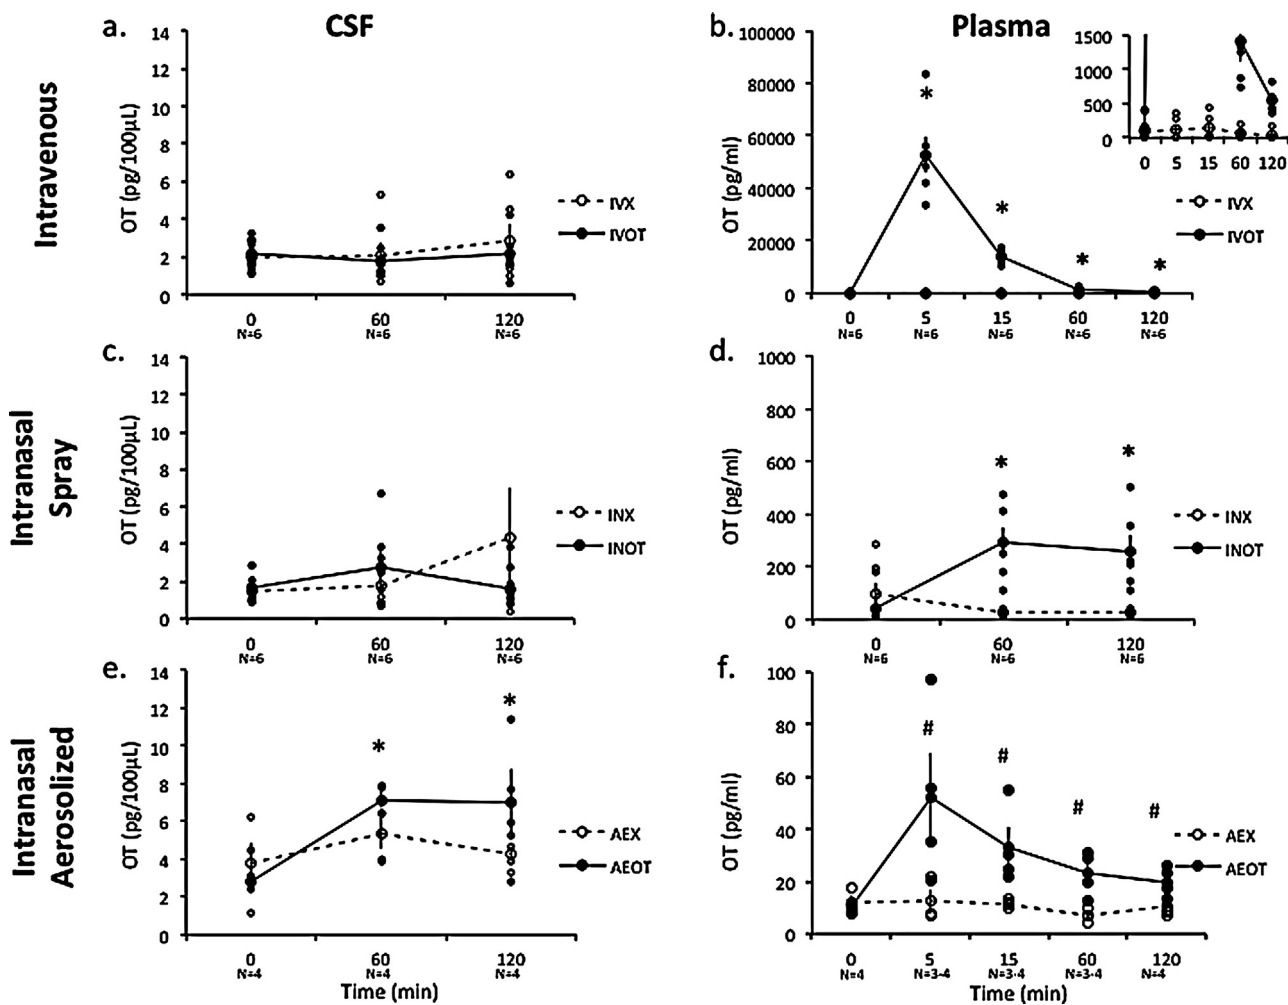 a.
CSF
Intravenous
OT (pg/100µL)
14
12
10
8
6
4
2
0
0
60
120
N=6
N=6
N=6
IVX
IVOT
b.
Plasma
OT (pg/ml)
100000
80000
60000
40000
20000
0
*
*
*
*
0
5
15
60
120
N=6
N=6
N=6
N=6
N=6
1500
1000
500
0
0
5
15
60
120
IVX
IVOT
c.
Intranasal
Spray
OT (pg/100µL)
14
12
10
8
6
4
2
0
0
60
120
N=6
N=6
N=6
INX
INOT
d.
OT (pg/ml)
1000
800
600
400
200
0
*
*
0
60
120
N=6
N=6
N=6
INX
INOT
e.
Intranasal
Aerosolized
OT (pg/100µL)
14
12
10
8
6
4
2
0
*
*
0
60
120
N=4
N=4
N=4
Time (min)
AEX
AEOT
f.
OT (pg/ml)
100
80
60
40
20
0
#
#
#
#
0
5
15
60
120
N=4
N=3-4
N=3-4
N=3-4
N=4
Time (min)
AEX
AEOT